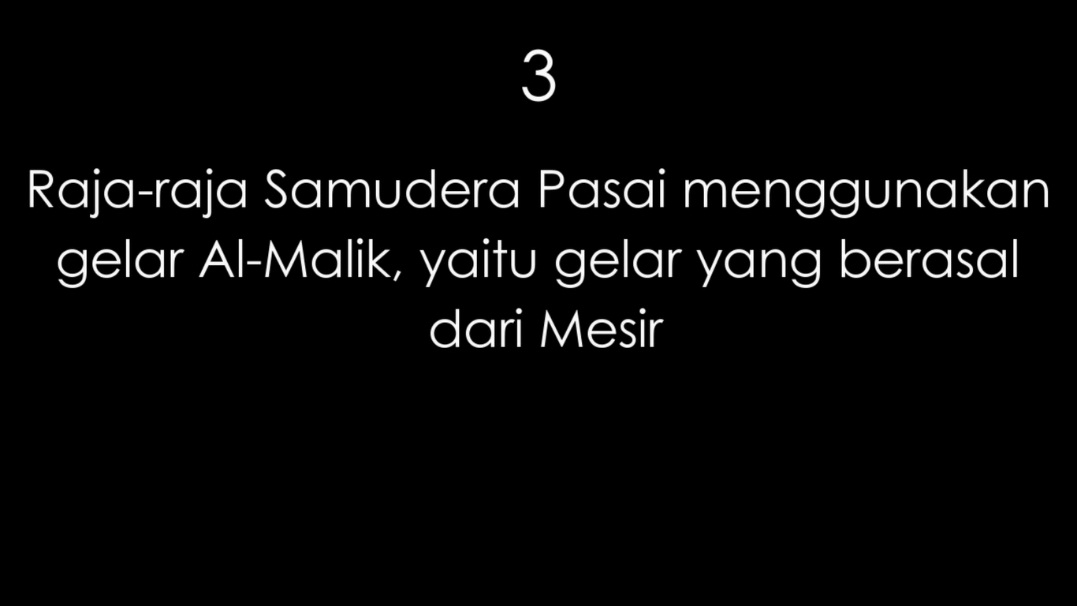 3
Raja-raja Samudera Pasai menggunakan
gelar Al-Malik, yaitu gelar yang berasal
dari Mesir